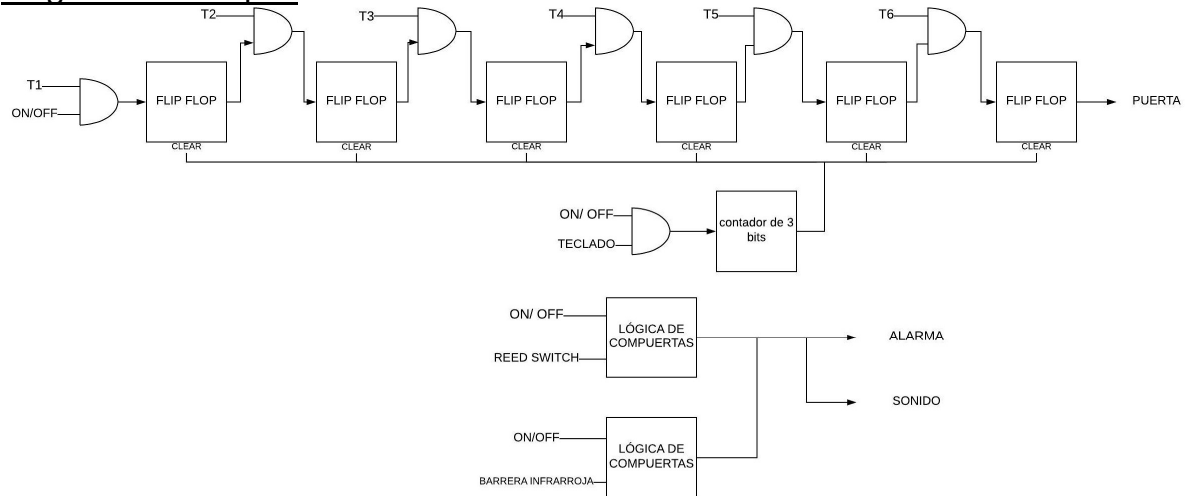 T2
T3
T4
T5
T6
T1
ON/OFF
FLIP FLOP
FLIP FLOP
FLIP FLOP
FLIP FLOP
FLIP FLOP
FLIP FLOP
PUERTA
CLEAR
CLEAR
CLEAR
CLEAR
CLEAR
CLEAR
ON/ OFF
TECLADO
contador de 3
bits
ON/ OFF
REED SWITCH
LÓGICA DE
COMPUERTAS
ALARMA
SONIDO
ON/OFF
BARRERA INFRARROJA
LÓGICA DE
COMPUERTAS